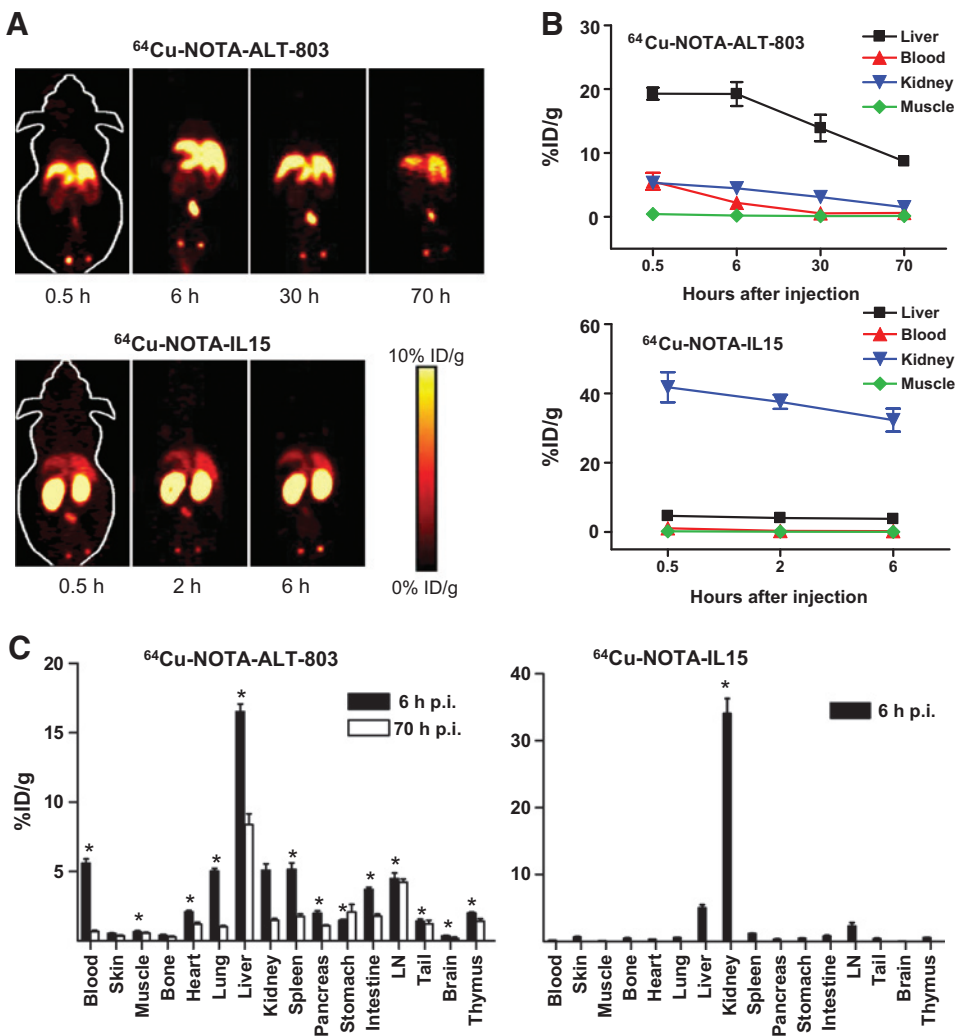 A
⁶⁴Cu-NOTA-ALT-803
0.5 h 6 h 30 h 70 h
⁶⁴Cu-NOTA-IL15
10% ID/g
0% ID/g
0.5 h 2 h 6 h
B
⁶⁴Cu-NOTA-ALT-803
Liver
Blood
Kidney
Muscle
%ID/g
30
20
10
0
0.5 6 30 70
Hours after injection
⁶⁴Cu-NOTA-IL15
Liver
Blood
Kidney
Muscle
%ID/g
60
40
20
0
0.5 2 6
Hours after injection
C
⁶⁴Cu-NOTA-ALT-803
6 h p.i.
70 h p.i.
%ID/g
20
15
10
5
* * * * * * * * * * * *
Blood Skin Muscle Bone Heart Lung Liver Kidney Spleen Pancreas Stomach Intestine LN Tail Brain Thymus
⁶⁴Cu-NOTA-IL15
6 h p.i.
40
30
20
10
*
Blood Skin Muscle Bone Heart Lung Liver Kidney Spleen Pancreas Stomach Intestine LN Tail Brain Thymus